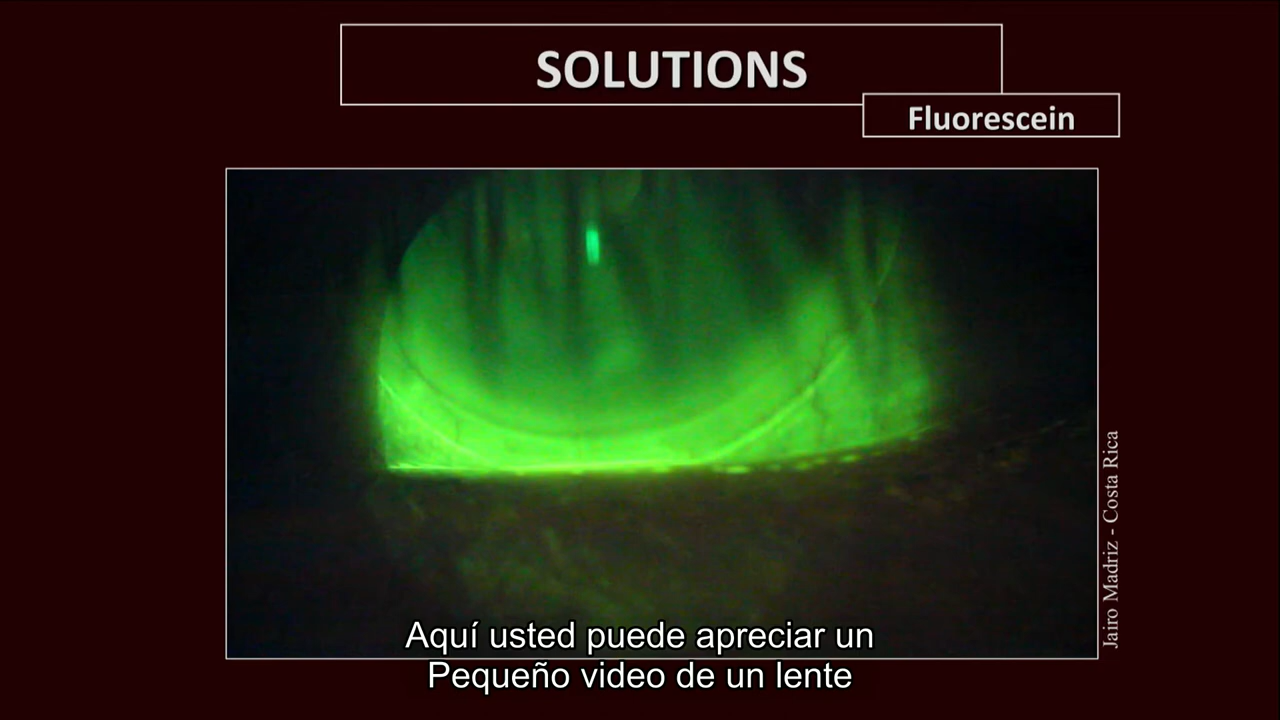 SOLUTIONS
Fluorescein
Jairo Madriz - Costa Rica
Aquí usted puede apreciar un
Pequeño video de un lente